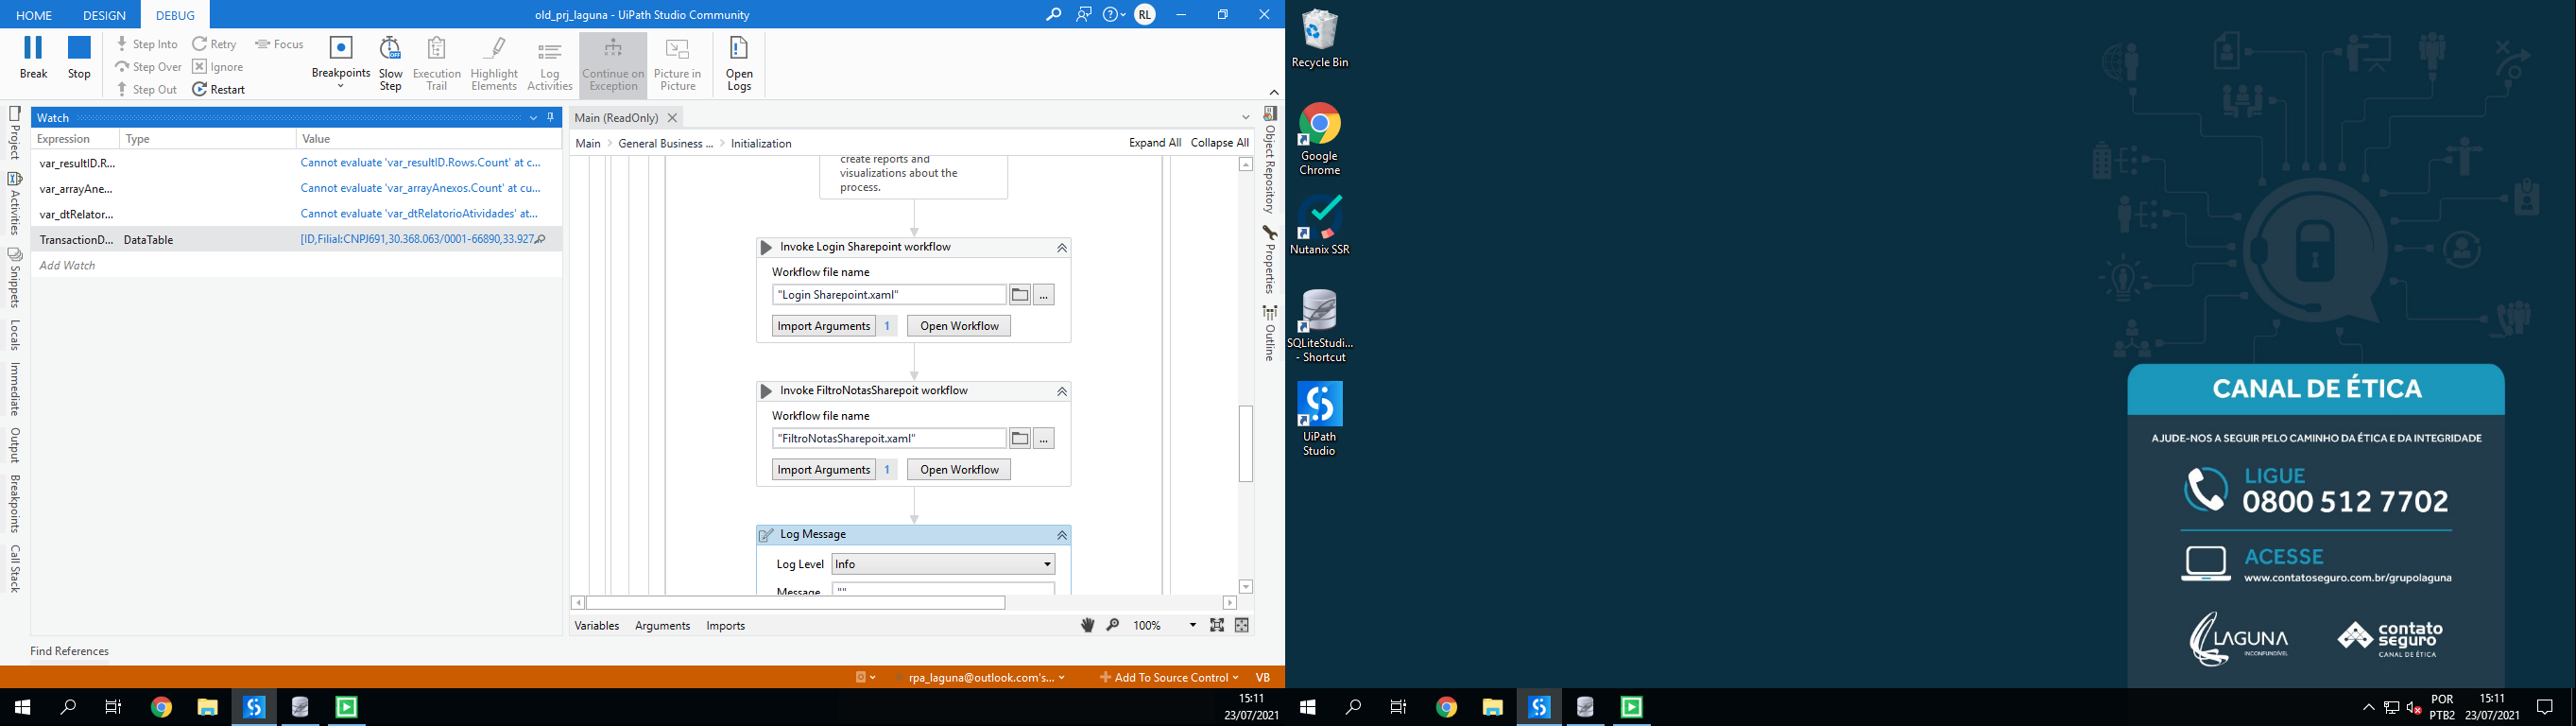 HOME DESIGN DEBUG
old_prj_laguna - UiPath Studio Community
RL
Break
Stop
Step Into
Step Over
Step Out
Retry
Ignore
Restart
Focus
Breakpoints
Slow Step
Execution Trail
Highlight Elements
Log Activities
Continue on Exception
Picture in Picture
Open Logs
Project
Activities
Snippets
Locals
Immediate
Output
Breakpoints
Call Stack
Watch
Expression Type Value
var_resultID.R... Cannot evaluate 'var_resultID.Rows.Count' at c...
var_arrayAne... Cannot evaluate 'var_arrayAnexos.Count' at cu...
var_dtRelator... Cannot evaluate 'var_dtRelatorioAtividades' at...
TransactionD... DataTable [ID,Filial:CNPJ691,30.368.063/0001-66890,33.927
Add Watch
Find References
Main (ReadOnly)
Main General Business ... Initialization
Expand All Collapse All
create reports and
visualizations about the
process.
Invoke Login Sharepoint workflow
Workflow file name
"Login Sharepoint.xaml" ...
Import Arguments 1 Open Workflow
Invoke FiltroNotasSharepoit workflow
Workflow file name
"FiltroNotasSharepoit.xaml" ...
Import Arguments 1 Open Workflow
Log Message
Log Level Info
Message ""
Variables Arguments Imports
100%
Object Repository
Properties
Outline
rpa_laguna@outlook.com's...
Add To Source Control
VB
15:11
23/07/2021
Recycle Bin
Google
Chrome
Nutanix SSR
SQLiteStudi...
- Shortcut
UiPath
Studio
CANAL DE ÉTICA
AJUDE-NOS A SEGUIR PELO CAMINHO DA ÉTICA E DA INTEGRIDADE
LIGUE
0800 512 7702
ACESSE
www.contatoseguro.com.br/grupolaguna
LAGUNA
INCONFUNDÍVEL
contato
seguro
CANAL DE ÉTICA
POR
PTB2
15:11
23/07/2021